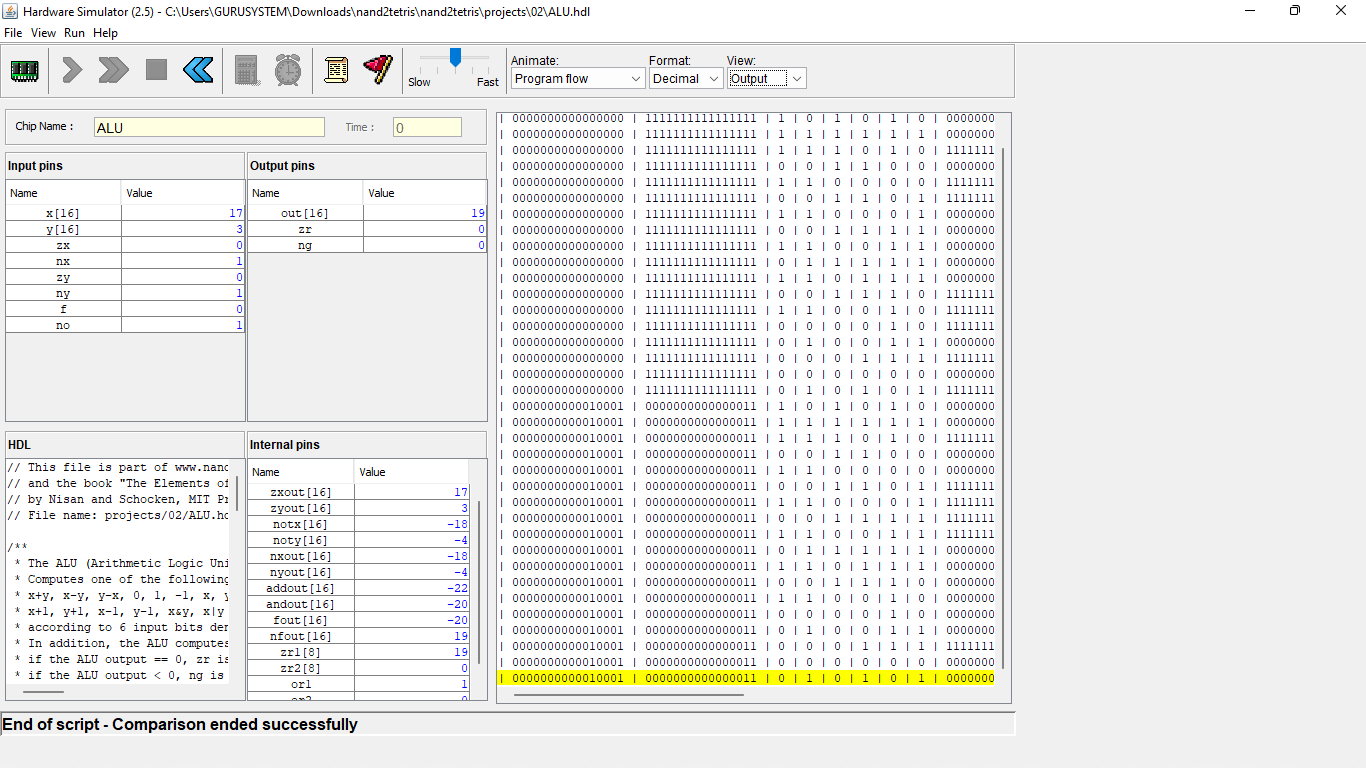 Hardware Simulator (2.5) - C:\Users\GURUSYSTEM\Downloads\nand2tetris\nand2tetris\projects\02\ALU.hdl
File View Run Help
Slow Fast
Animate: Format: View:
Program flow Decimal Output
Chip Name : ALU Time : 0
Input pins
Name Value
x[16] 17
y[16] 3
zx 0
nx 1
zy 0
ny 1
f 0
no 1
Output pins
Name Value
out[16] 19
zr 0
ng 0
HDL
// This file is part of www.nand
// and the book "The Elements of
// by Nisan and Schocken, MIT Pr
// File name: projects/02/ALU.hd
/**
* The ALU (Arithmetic Logic Uni
* Computes one of the following
* x+y, x-y, y-x, 0, 1, -1, x, y
* x+1, y+1, x-1, y-1, x&y, x|y
* according to 6 input bits den
* In addition, the ALU computes
* if the ALU output == 0, zr is
* if the ALU output < 0, ng is
Internal pins
Name Value
zxout[16] 17
zyout[16] 3
notx[16] -18
noty[16] -4
nxout[16] -18
nyout[16] -4
addout[16] -22
andout[16] -20
fout[16] -20
nfout[16] 19
zr1[8] 19
zr2[8] 0
or1 1
or2 0
| 0000000000000000 | 1111111111111111 | 1 | 0 | 1 | 0 | 1 | 0 | 0000000
| 0000000000000000 | 1111111111111111 | 1 | 1 | 1 | 1 | 1 | 1 | 0000000
| 0000000000000000 | 1111111111111111 | 1 | 1 | 1 | 0 | 1 | 0 | 1111111
| 0000000000000000 | 1111111111111111 | 0 | 0 | 1 | 1 | 0 | 0 | 0000000
| 0000000000000000 | 1111111111111111 | 1 | 1 | 0 | 0 | 0 | 0 | 1111111
| 0000000000000000 | 1111111111111111 | 0 | 0 | 1 | 1 | 0 | 1 | 1111111
| 0000000000000000 | 1111111111111111 | 1 | 1 | 0 | 0 | 0 | 1 | 0000000
| 0000000000000000 | 1111111111111111 | 0 | 0 | 1 | 1 | 1 | 1 | 0000000
| 0000000000000000 | 1111111111111111 | 1 | 1 | 0 | 0 | 1 | 1 | 0000000
| 0000000000000000 | 1111111111111111 | 0 | 1 | 1 | 1 | 1 | 1 | 0000000
| 0000000000000000 | 1111111111111111 | 1 | 1 | 0 | 1 | 1 | 1 | 0000000
| 0000000000000000 | 1111111111111111 | 0 | 0 | 1 | 1 | 1 | 0 | 1111111
| 0000000000000000 | 1111111111111111 | 1 | 1 | 0 | 0 | 1 | 0 | 1111111
| 0000000000000000 | 1111111111111111 | 0 | 0 | 0 | 0 | 1 | 0 | 1111111
| 0000000000000000 | 1111111111111111 | 0 | 1 | 0 | 0 | 1 | 1 | 0000000
| 0000000000000000 | 1111111111111111 | 0 | 0 | 0 | 1 | 1 | 1 | 1111111
| 0000000000000000 | 1111111111111111 | 0 | 0 | 0 | 0 | 0 | 0 | 0000000
| 0000000000000000 | 1111111111111111 | 0 | 1 | 0 | 1 | 0 | 1 | 1111111
| 0000000000010001 | 0000000000000011 | 1 | 0 | 1 | 0 | 1 | 0 | 0000000
| 0000000000010001 | 0000000000000011 | 1 | 1 | 1 | 1 | 1 | 1 | 0000000
| 0000000000010001 | 0000000000000011 | 1 | 1 | 1 | 0 | 1 | 0 | 1111111
| 0000000000010001 | 0000000000000011 | 0 | 0 | 1 | 1 | 0 | 0 | 0000000
| 0000000000010001 | 0000000000000011 | 1 | 1 | 0 | 0 | 0 | 0 | 0000000
| 0000000000010001 | 0000000000000011 | 0 | 0 | 1 | 1 | 0 | 1 | 1111111
| 0000000000010001 | 0000000000000011 | 1 | 1 | 0 | 0 | 0 | 1 | 1111111
| 0000000000010001 | 0000000000000011 | 0 | 0 | 1 | 1 | 1 | 1 | 1111111
| 0000000000010001 | 0000000000000011 | 1 | 1 | 0 | 0 | 1 | 1 | 1111111
| 0000000000010001 | 0000000000000011 | 0 | 1 | 1 | 1 | 1 | 1 | 0000000
| 0000000000010001 | 0000000000000011 | 1 | 1 | 0 | 1 | 1 | 1 | 0000000
| 0000000000010001 | 0000000000000011 | 0 | 0 | 1 | 1 | 1 | 0 | 0000000
| 0000000000010001 | 0000000000000011 | 1 | 1 | 0 | 0 | 1 | 0 | 0000000
| 0000000000010001 | 0000000000000011 | 0 | 0 | 0 | 0 | 1 | 0 | 0000000
| 0000000000010001 | 0000000000000011 | 0 | 1 | 0 | 0 | 1 | 1 | 0000000
| 0000000000010001 | 0000000000000011 | 0 | 0 | 0 | 1 | 1 | 1 | 1111111
| 0000000000010001 | 0000000000000011 | 0 | 0 | 0 | 0 | 0 | 0 | 0000000
| 0000000000010001 | 0000000000000011 | 0 | 1 | 0 | 1 | 0 | 1 | 0000000
End of script - Comparison ended successfully